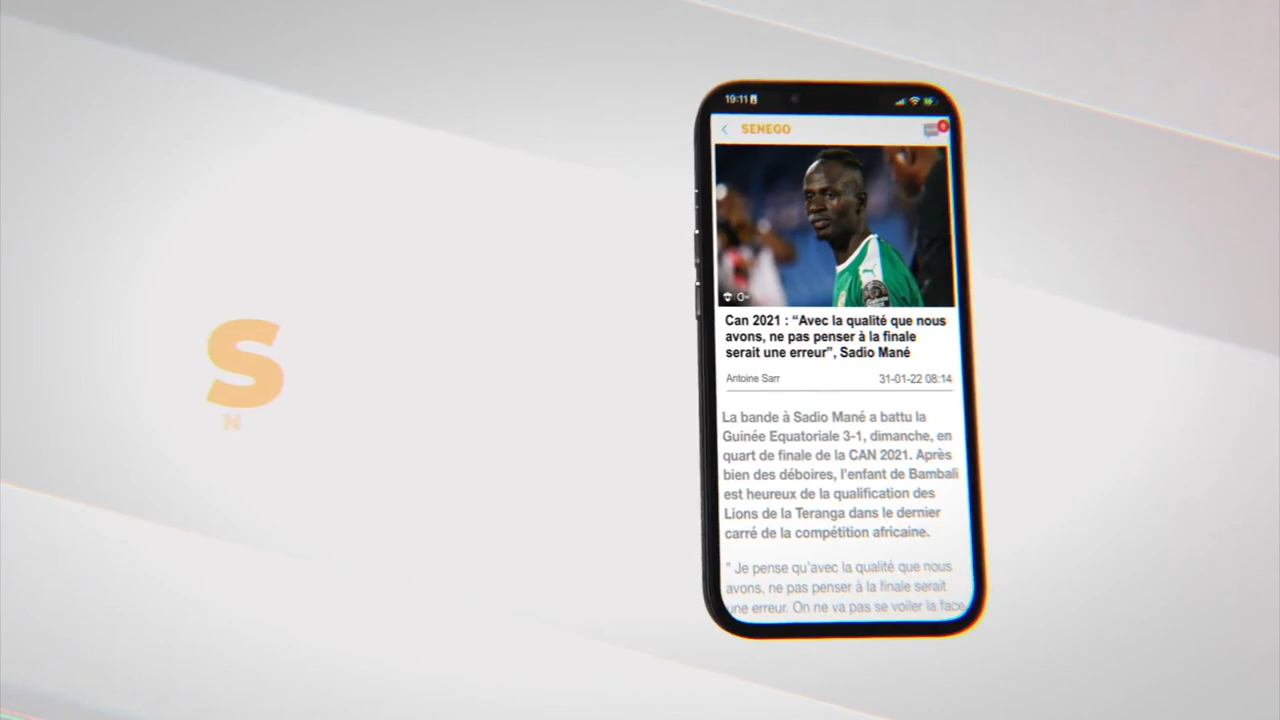 S
N
19:11
SENEGO
0
Can 2021 : “Avec la qualité que nous
avons, ne pas penser à la finale
serait une erreur”, Sadio Mané
Antoine Sarr 31-01-22 08:14
La bande à Sadio Mané a battu la
Guinée Equatoriale 3-1, dimanche, en
quart de finale de la CAN 2021. Après
bien des déboires, l'enfant de Bambali
est heureux de la qualification des
Lions de la Teranga dans le dernier
carré de la compétition africaine.
" Je pense qu'avec la qualité que nous
avons, ne pas penser à la finale serait
une erreur. On ne va pas se voiler la face